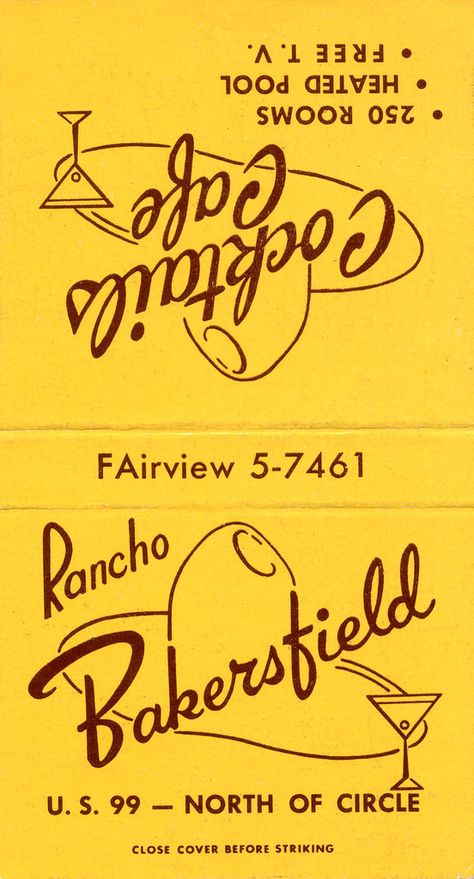 • FREE T. V.
• HEATED POOL
• 250 ROOMS
Cafe
Cocktails
FAirview 5-7461
Rancho
Bakersfield
U. S. 99 — NORTH OF CIRCLE
CLOSE COVER BEFORE STRIKING